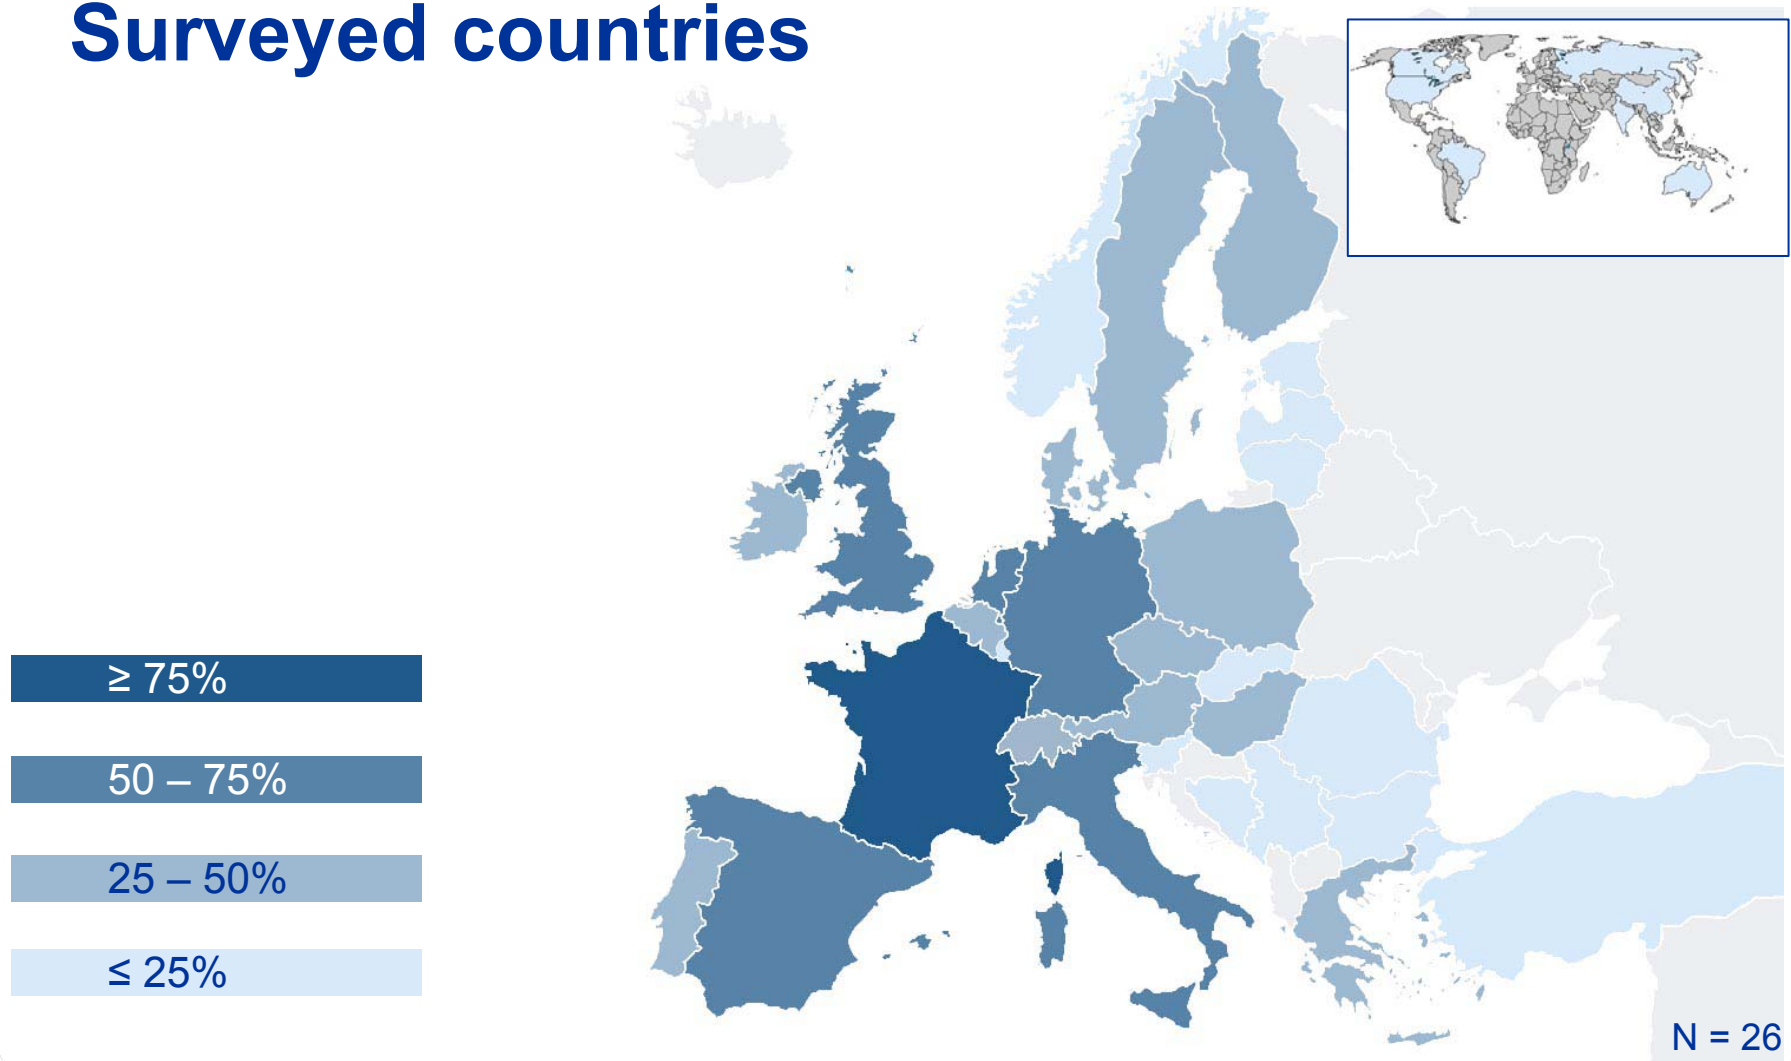 Surveyed countries
≥ 75%
50 – 75%
25 – 50%
≤ 25%
N = 26